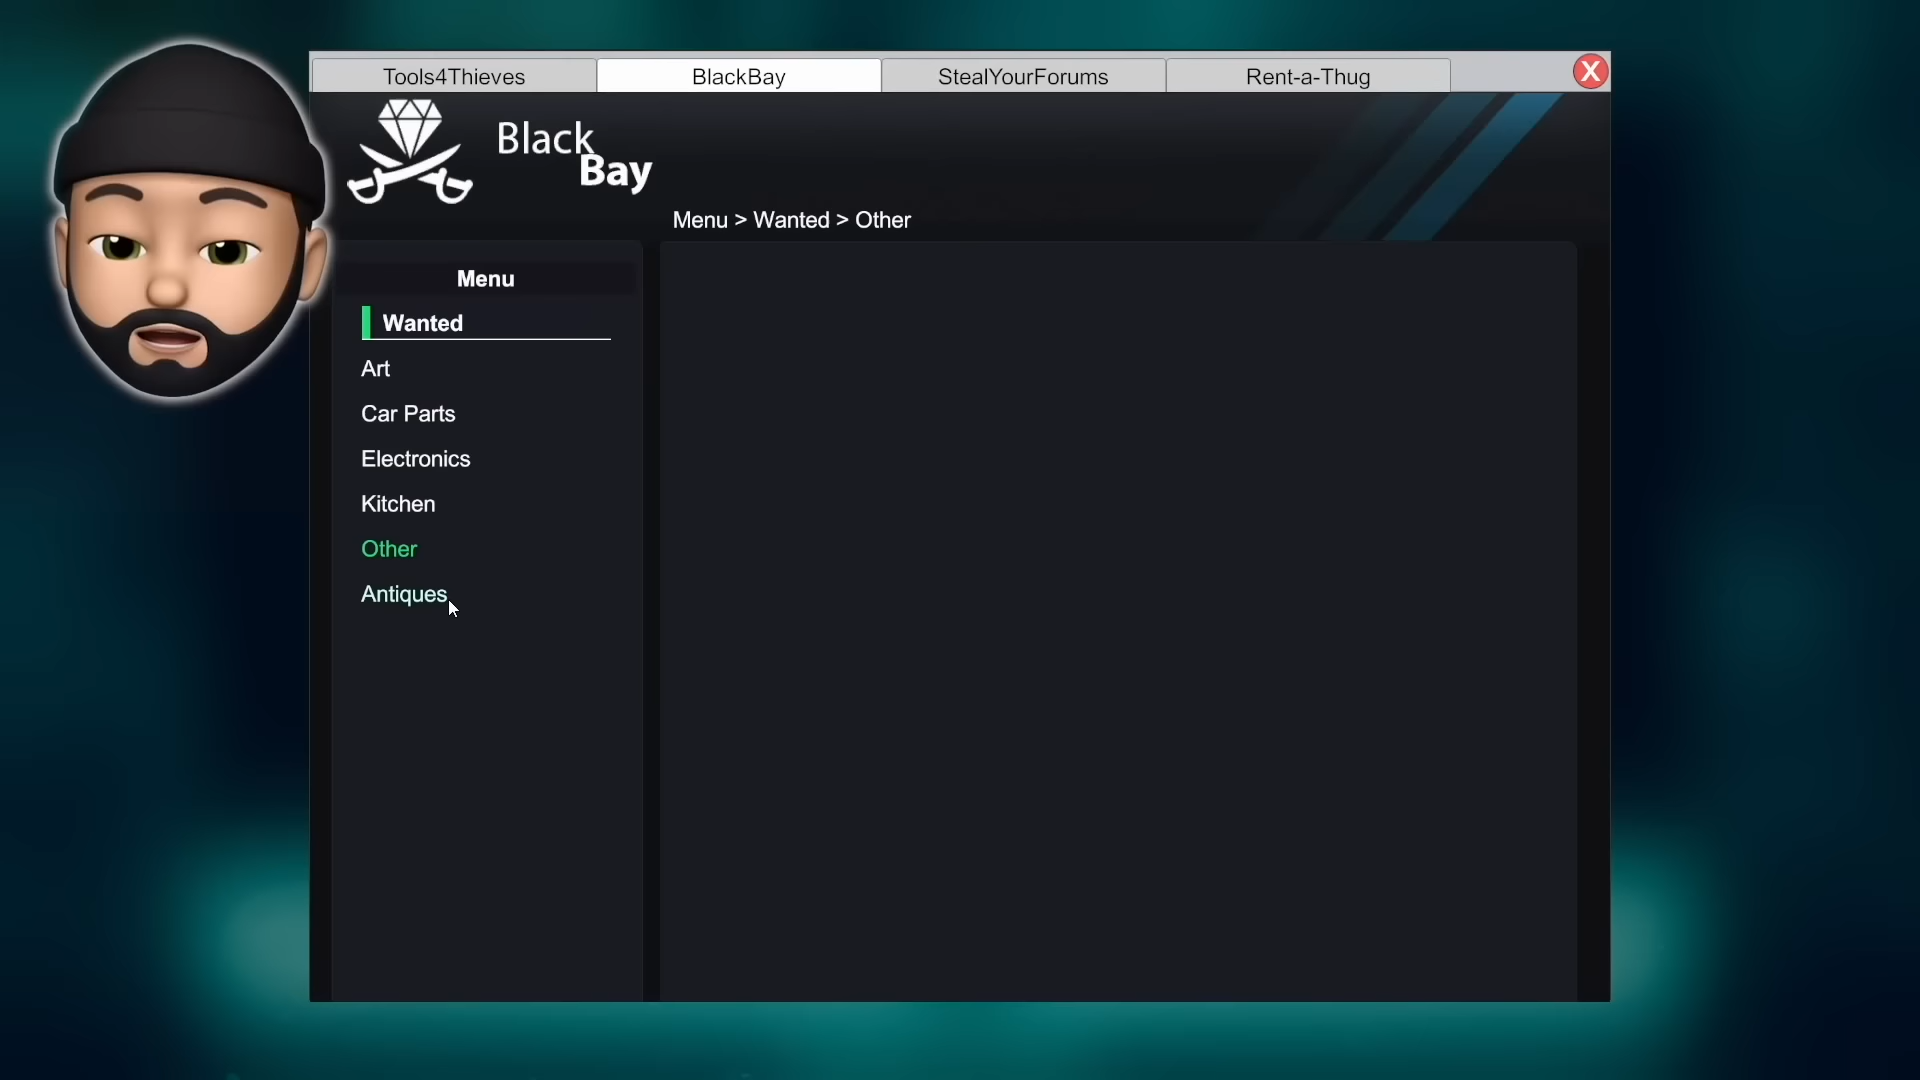 Tools4Thieves
BlackBay
StealYourForums
Rent-a-Thug
X
Black
Bay
Menu > Wanted > Other
Menu
Wanted
Art
Car Parts
Electronics
Kitchen
Other
Antiques